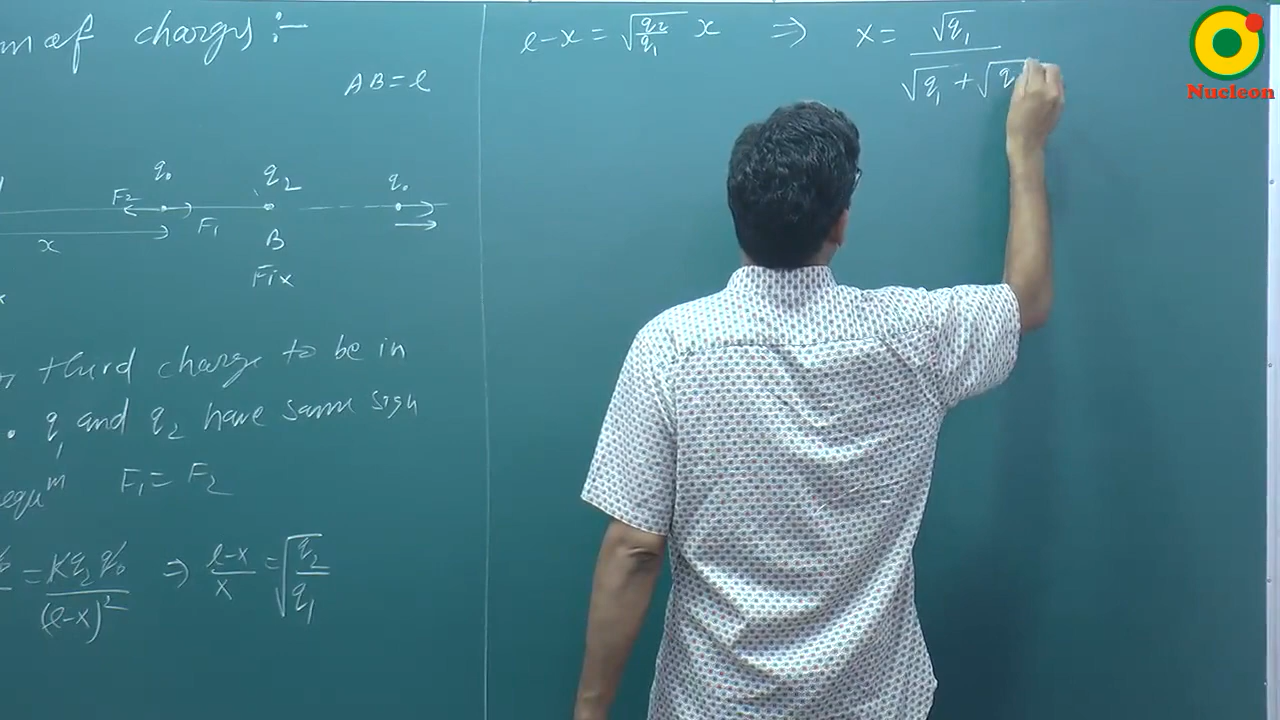 of charges :-
AB = l
q₀ q₂ q₀
F₂ F₁
x B
Fix
third charge to be in
. q₁ and q₂ have same sign
equᵐ F₁ = F₂
= Kq₂q₀/(l-x)² ⇒ l-x/x = √(q₂/q₁)
l-x = √(q₂/q₁) x ⇒ x = √q₁/(√q₁ + √q
Nucleon